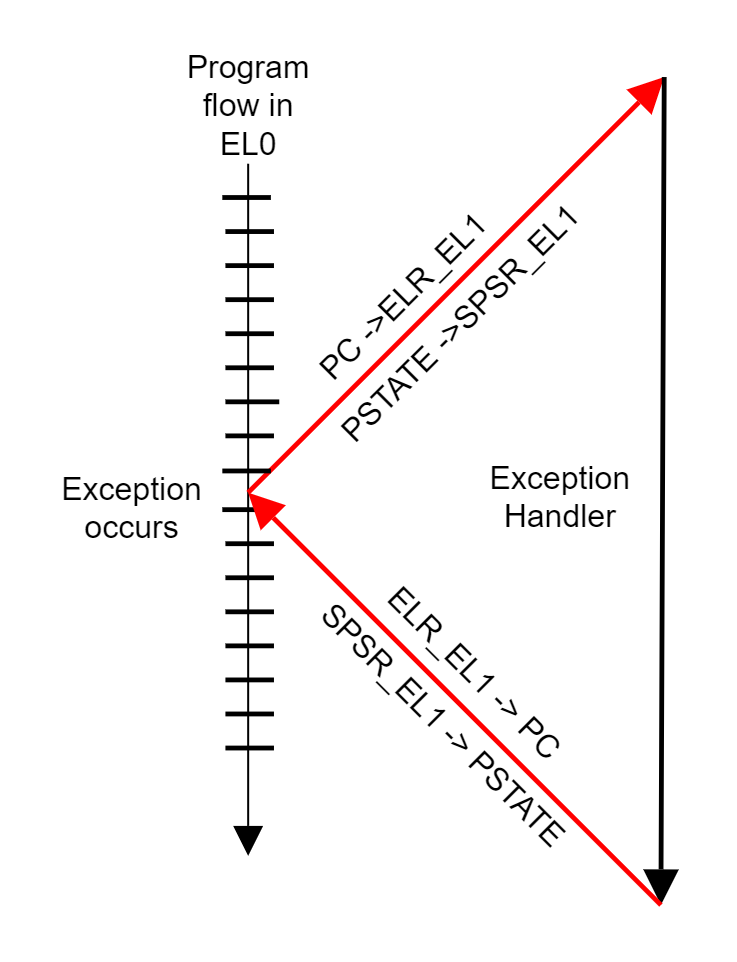 Program
flow in
EL0
PC ->ELR_EL1
PSTATE ->SPSR_EL1
Exception
occurs
Exception
Handler
ELR_EL1 -> PC
SPSR_EL1 -> PSTATE